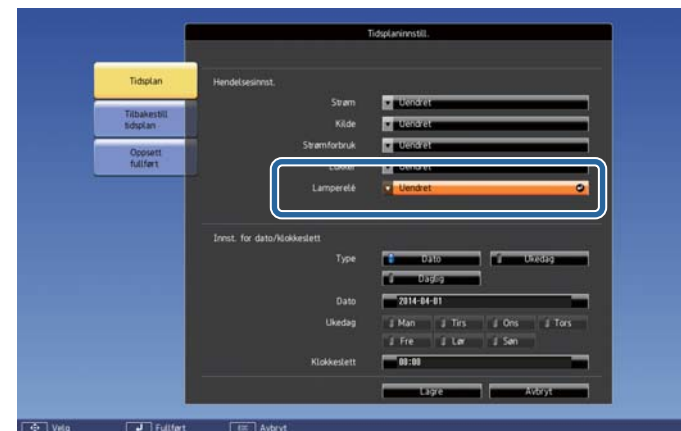 Tidsplaninnstill.
Tidsplan
Tilbakestill
tidsplan
Oppsett
fullført
Hendelsesinnst.
Strøm Uendret
Kilde Uendret
Strømforbruk Uendret
Lukker Uendret
Lamperelé Uendret
Innst. for dato/klokkeslett
Type Dato Ukedag
Daglig
Dato 2014-04-01
Ukedag Man Tirs Ons Tors
Fre Lør Søn
Klokkeslett 00:00
Lagre Avbryt
Velg Fullført Avbryt